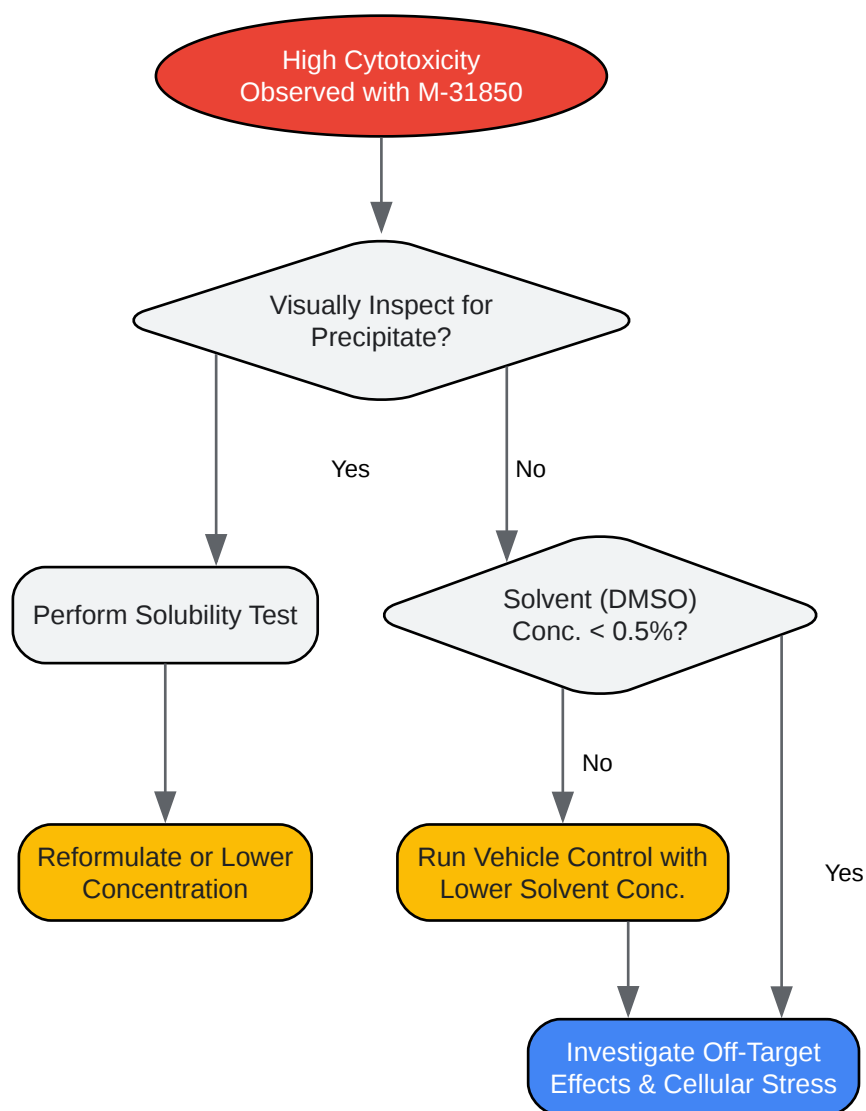 High Cytotoxicity
Observed with M-31850
Visually Inspect for
Precipitate?
Yes
No
Perform Solubility Test
Solvent (DMSO)
Conc. < 0.5%?
No
Reformulate or Lower
Concentration
Run Vehicle Control with
Lower Solvent Conc.
Yes
Investigate Off-Target
Effects & Cellular Stress